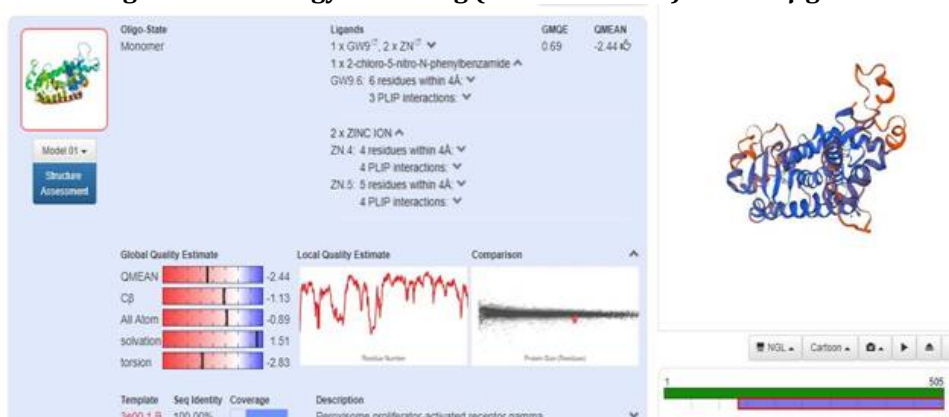 Oligo-State
Monomer
Ligands
1 x GW9, 2 x ZN
1 x 2-chloro-5-nitro-N-phenylbenzamide
GW9.6: 6 residues within 4Å:
3 PLIP interactions:
2 x ZINC ION
ZN.4: 4 residues within 4Å:
4 PLIP interactions:
ZN.5: 5 residues within 4Å:
4 PLIP interactions:
GMQE
0.69
QMEAN
-2.44
Model 01
Structure
Assessment
Global Quality Estimate
QMEAN -2.44
Cβ -1.13
All Atom -0.89
solvation 1.51
torsion -2.83
Local Quality Estimate
Residue Number
Comparison
Protein Size (Residues)
NGL
Cartoon
1 505
Template Seq Identity Coverage Description
3e00.1.B 100.00% Peroxisome proliferator activated receptor gamma